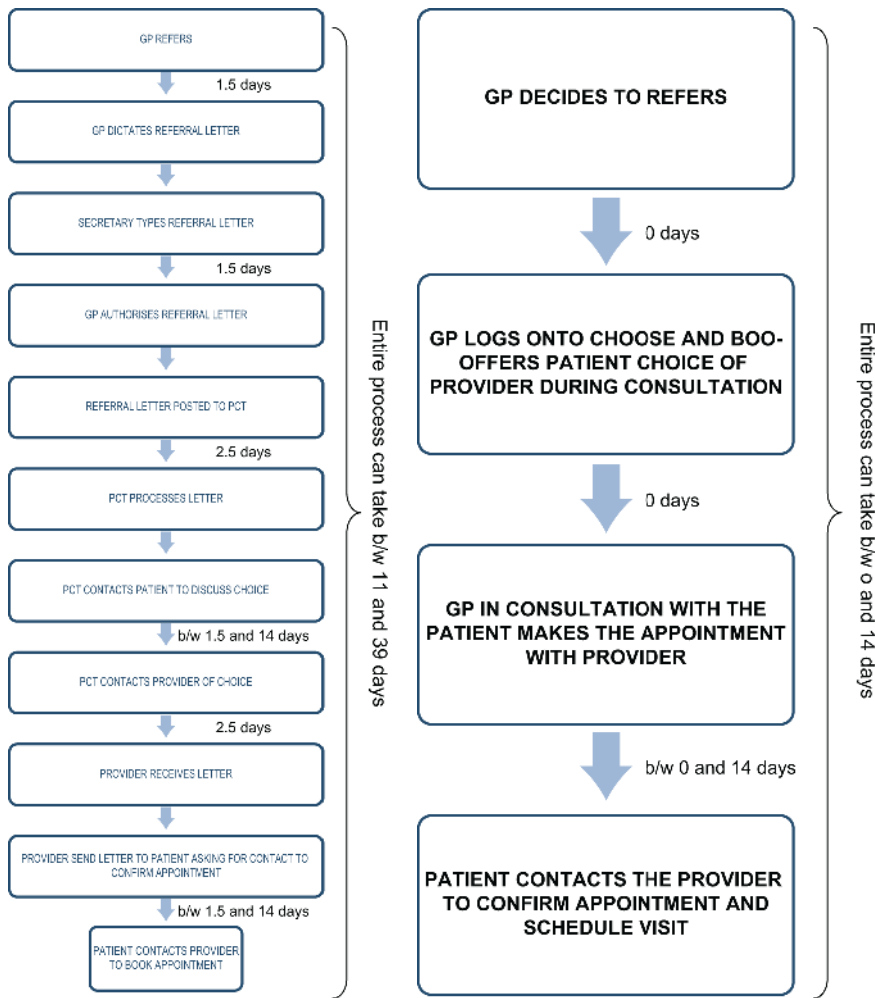 GP REFERS
1.5 days
GP DICTATES REFERRAL LETTER
SECRETARY TYPES REFERRAL LETTER
1.5 days
GP AUTHORISES REFERRAL LETTER
REFERRAL LETTER POSTED TO PCT
2.5 days
PCT PROCESSES LETTER
PCT CONTACTS PATIENT TO DISCUSS CHOICE
b/w 1.5 and 14 days
PCT CONTACTS PROVIDER OF CHOICE
2.5 days
PROVIDER RECEIVES LETTER
PROVIDER SEND LETTER TO PATIENT ASKING FOR CONTACT TO
CONFIRM APPOINTMENT
b/w 1.5 and 14 days
PATIENT CONTACTS PROVIDER
TO BOOK APPOINTMENT
Entire process can take b/w 11 and 39 days
GP DECIDES TO REFERS
0 days
GP LOGS ONTO CHOOSE AND BOO-
OFFERS PATIENT CHOICE OF
PROVIDER DURING CONSULTATION
0 days
GP IN CONSULTATION WITH THE
PATIENT MAKES THE APPOINTMENT
WITH PROVIDER
b/w 0 and 14 days
PATIENT CONTACTS THE PROVIDER
TO CONFIRM APPOINTMENT AND
SCHEDULE VISIT
Entire process can take b/w o and 14 days